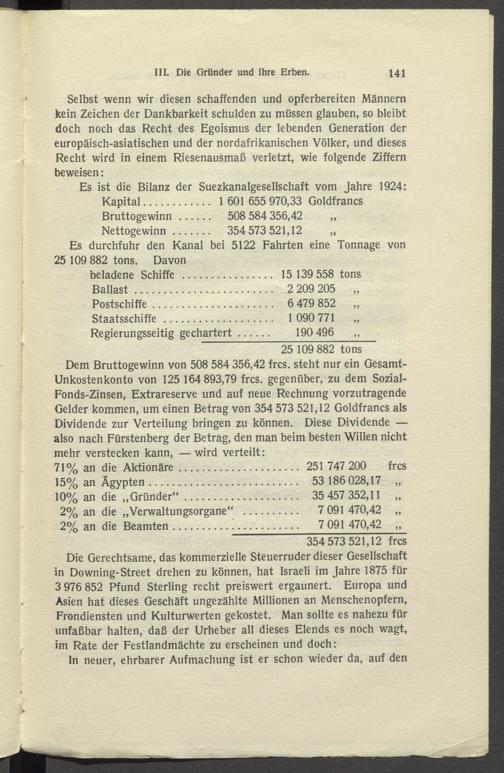 III. Die Gründer und ihre Erben. 141
Selbst wenn wir diesen schaffenden und opferbereiten Männern
kein Zeichen der Dankbarkeit schulden zu müssen glauben, so bleibt
doch noch das Recht des Egoismus der lebenden Generation der
europäisch-asiatischen und der nordafrikanischen Völker, und dieses
Recht wird in einem Riesenausmaß verletzt, wie folgende Ziffern
beweisen:
Es ist die Bilanz der Suezkanalgesellschaft vom Jahre 1924:
Kapital............ 1 601 655 970,33 Goldfrancs
Bruttogewinn ...... 508 584 356,42 „
Nettogewinn ....... 354 573 521,12 „
Es durchfuhr den Kanal bei 5122 Fahrten eine Tonnage von
25 109 882 tons. Davon
beladene Schiffe ................ 15 139 558 tons
Ballast ........................ 2 209 205 „
Postschiffe ..................... 6 479 852 „
Staatsschiffe ................... 1 090 771 „
Regierungsseitig gechartert ...... 190 496 „
25 109 882 tons
Dem Bruttogewinn von 508 584 356,42 frcs. steht nur ein Gesamt-
Unkostenkonto von 125 164 893,79 frcs. gegenüber, zu dem Sozial-
Fonds-Zinsen, Extrareserve und auf neue Rechnung vorzutragende
Gelder kommen, um einen Betrag von 354 573 521,12 Goldfrancs als
Dividende zur Verteilung bringen zu können. Diese Dividende —
also nach Fürstenberg der Betrag, den man beim besten Willen nicht
mehr verstecken kann, — wird verteilt:
71% an die Aktionäre ..................... 251 747 200 frcs
15% an Ägypten .......................... 53 186 028,17 „
10% an die „Gründer“ .................... 35 457 352,11 „
2% an die „Verwaltungsorgane“ .......... 7 091 470,42 „
2% an die Beamten ...................... 7 091 470,42 „
354 573 521,12 frcs
Die Gerechtsame, das kommerzielle Steuerruder dieser Gesellschaft
in Downing-Street drehen zu können, hat Israeli im Jahre 1875 für
3 976 852 Pfund Sterling recht preiswert ergaunert. Europa und
Asien hat dieses Geschäft ungezählte Millionen an Menschenopfern,
Frondiensten und Kulturwerten gekostet. Man sollte es nahezu für
unfaßbar halten, daß der Urheber all dieses Elends es noch wagt,
im Rate der Festlandmächte zu erscheinen und doch:
In neuer, ehrbarer Aufmachung ist er schon wieder da, auf den